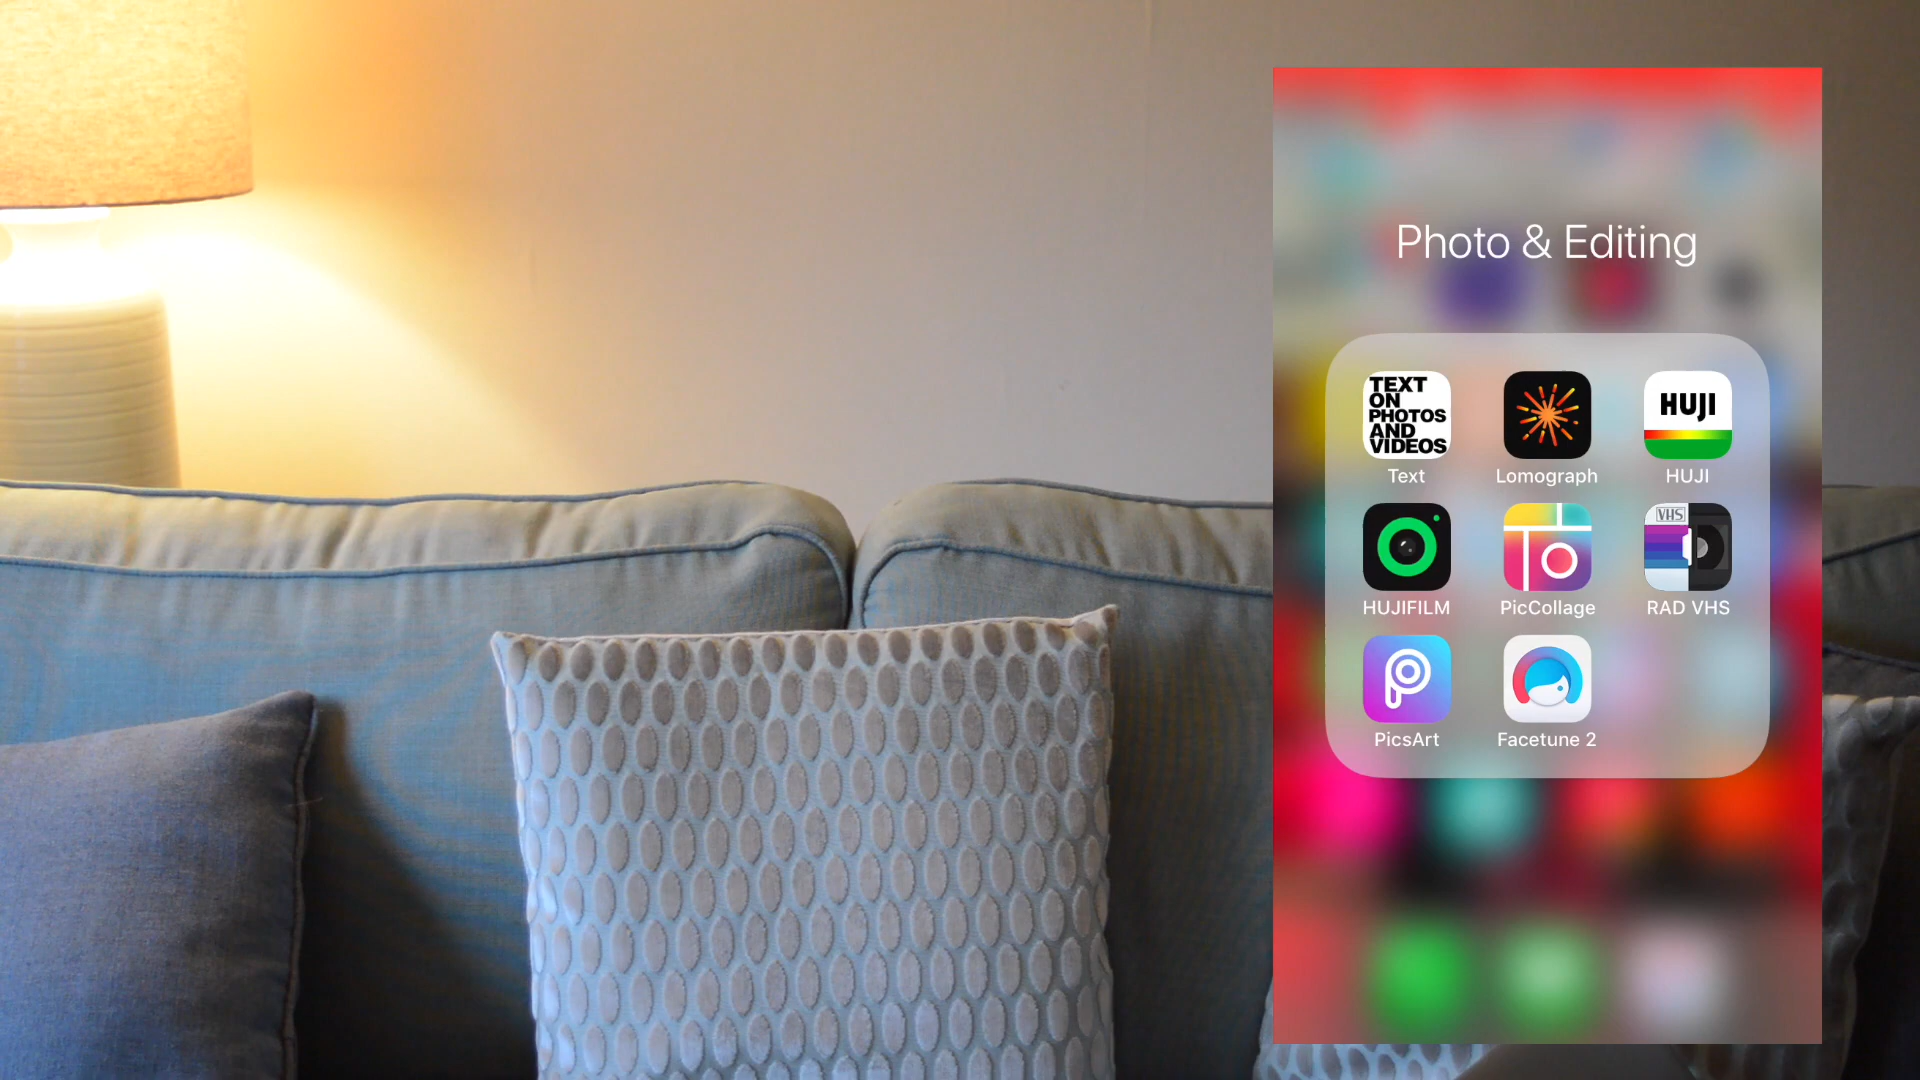 Photo & Editing
TEXT
ON
PHOTOS
AND
VIDEOS
HUJI
Text
Lomograph
HUJI
VHS
HUJIFILM
PicCollage
RAD VHS
PicsArt
Facetune 2